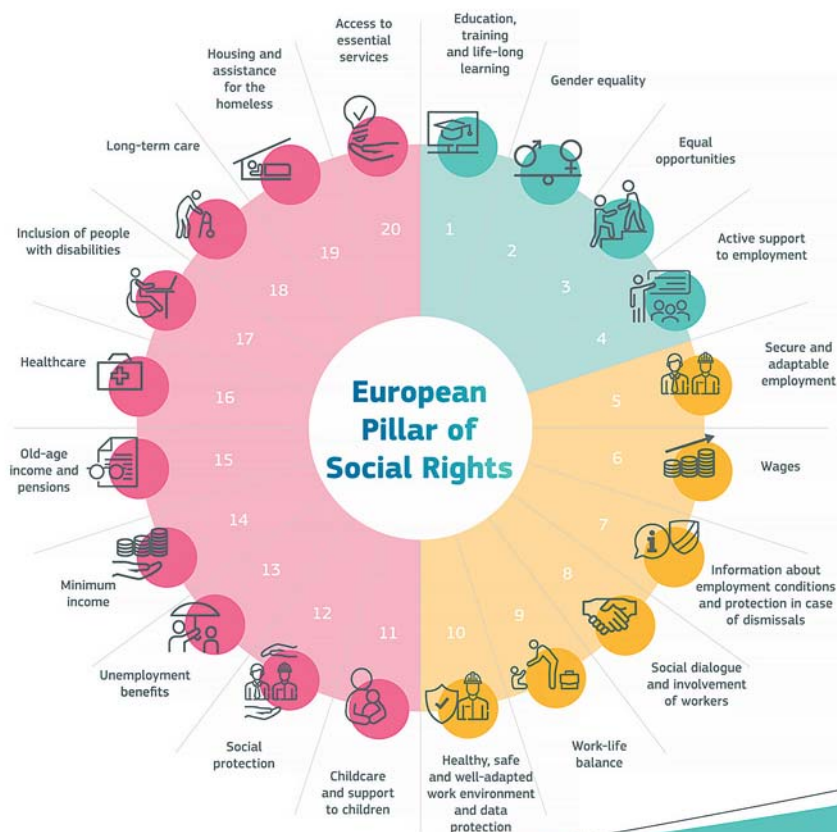 European
Pillar of
Social Rights
1
Education,
training
and life-long
learning
2
Gender equality
3
Equal
opportunities
4
Active support
to employment
5
Secure and
adaptable
employment
6
Wages
7
Information about
employment conditions
and protection in case
of dismissals
8
Social dialogue
and involvement
of workers
9
Work-life
balance
10
Healthy, safe
and well-adapted
work environment
and data
protection
11
Childcare
and support
to children
12
Social
protection
13
Unemployment
benefits
14
Minimum
income
15
Old-age
income and
pensions
16
Healthcare
17
Inclusion of people
with disabilities
18
Long-term care
19
Housing and
assistance
for the
homeless
20
Access to
essential
services
i